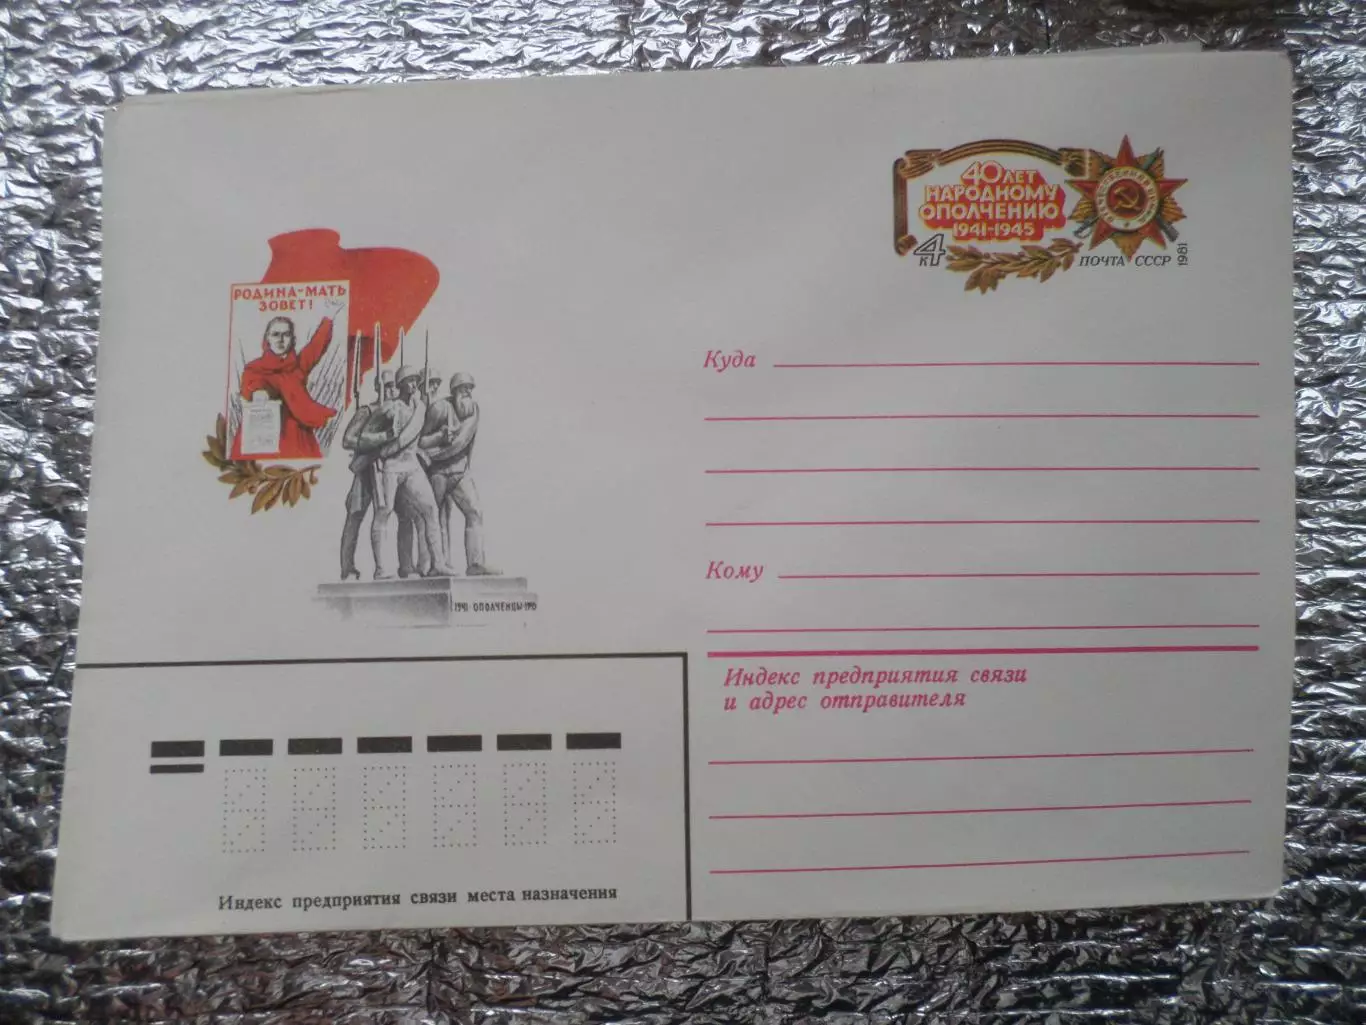 40 ЛЕТ
НАРОДНОМУ
ОПОЛЧЕНИЮ
1941-1945
4
К
ПОЧТА СССР
1981
РОДИНА-МАТЬ
ЗОВЕТ!
1941 ОПОЛЧЕНЦЫ
Куда
Кому
Индекс предприятия связи
и адрес отправителя
Индекс предприятия связи места назначения